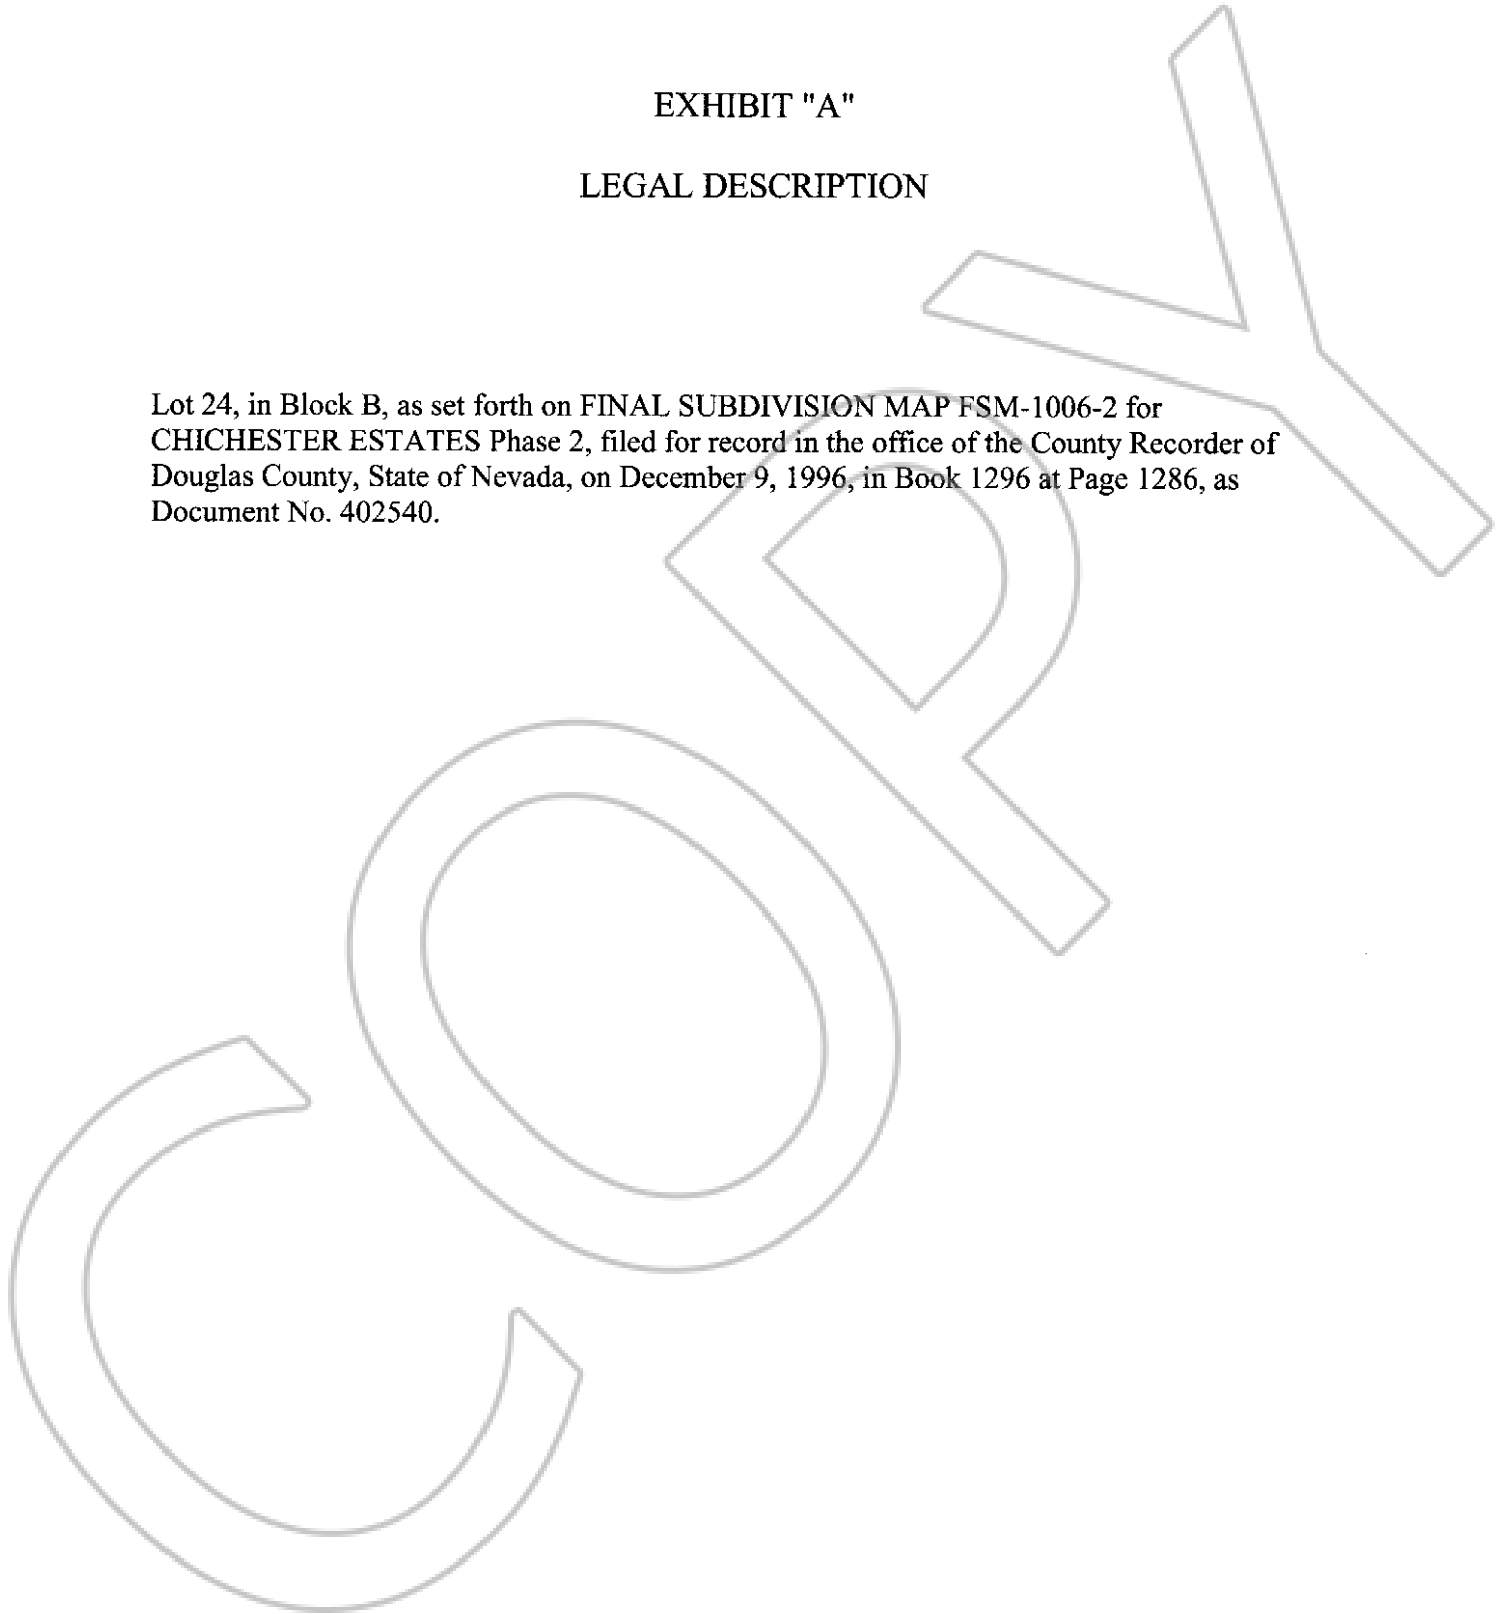 EXHIBIT "A"
LEGAL DESCRIPTION
Lot 24, in Block B, as set forth on FINAL SUBDIVISION MAP FSM-1006-2 for
CHICHESTER ESTATES Phase 2, filed for record in the office of the County Recorder of
Douglas County, State of Nevada, on December 9, 1996, in Book 1296 at Page 1286, as
Document No. 402540.
COPY